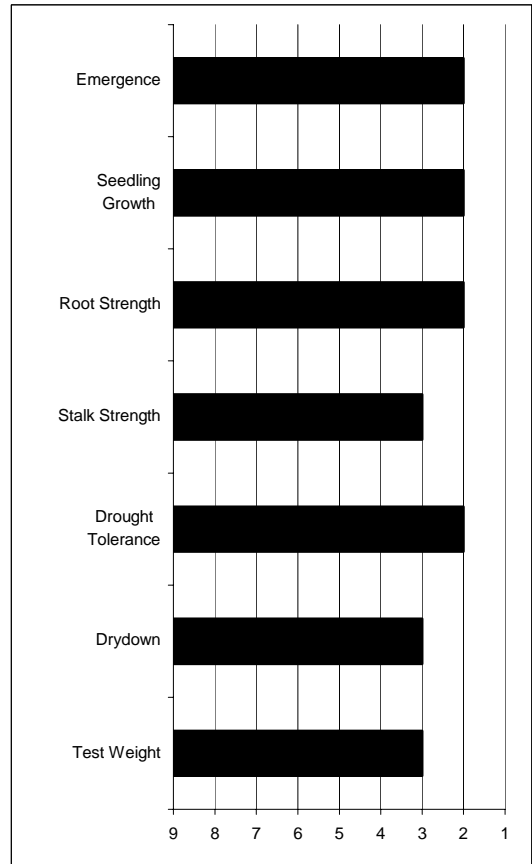 Emergence
Seedling
Growth
Root Strength
Stalk Strength
Drought
Tolerance
Drydown
Test Weight
9 8 7 6 5 4 3 2 1